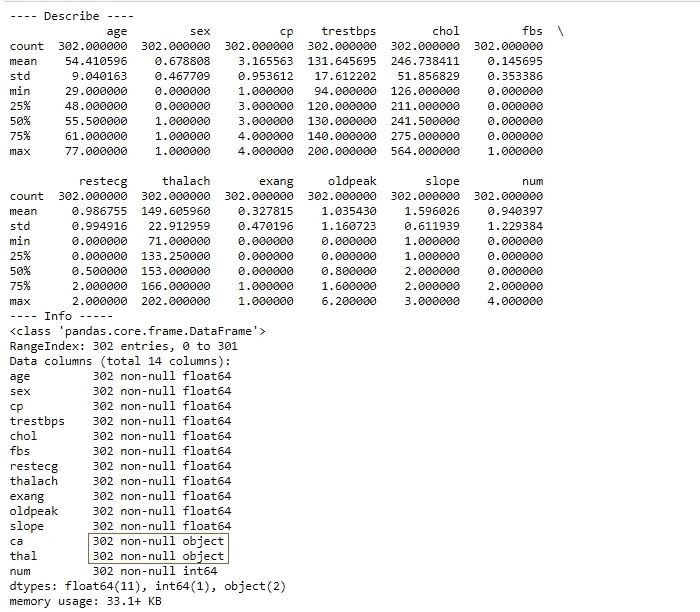 ---- Describe ----
age sex cp trestbps chol fbs \
count 302.000000 302.000000 302.000000 302.000000 302.000000 302.000000
mean 54.410596 0.678808 3.165563 131.645695 246.738411 0.145695
std 9.040163 0.467709 0.953612 17.612202 51.856829 0.353386
min 29.000000 0.000000 1.000000 94.000000 126.000000 0.000000
25% 48.000000 0.000000 3.000000 120.000000 211.000000 0.000000
50% 55.500000 1.000000 3.000000 130.000000 241.500000 0.000000
75% 61.000000 1.000000 4.000000 140.000000 275.000000 0.000000
max 77.000000 1.000000 4.000000 200.000000 564.000000 1.000000
restecg thalach exang oldpeak slope num
count 302.000000 302.000000 302.000000 302.000000 302.000000 302.000000
mean 0.986755 149.605960 0.327815 1.035430 1.596026 0.940397
std 0.994916 22.912959 0.470196 1.160723 0.611939 1.229384
min 0.000000 71.000000 0.000000 0.000000 1.000000 0.000000
25% 0.000000 133.250000 0.000000 0.000000 1.000000 0.000000
50% 0.500000 153.000000 0.000000 0.800000 2.000000 0.000000
75% 2.000000 166.000000 1.000000 1.600000 2.000000 2.000000
max 2.000000 202.000000 1.000000 6.200000 3.000000 4.000000
---- Info -----
<class 'pandas.core.frame.DataFrame'>
RangeIndex: 302 entries, 0 to 301
Data columns (total 14 columns):
age 302 non-null float64
sex 302 non-null float64
cp 302 non-null float64
trestbps 302 non-null float64
chol 302 non-null float64
fbs 302 non-null float64
restecg 302 non-null float64
thalach 302 non-null float64
exang 302 non-null float64
oldpeak 302 non-null float64
slope 302 non-null float64
ca 302 non-null object
thal 302 non-null object
num 302 non-null int64
dtypes: float64(11), int64(1), object(2)
memory usage: 33.1+ KB